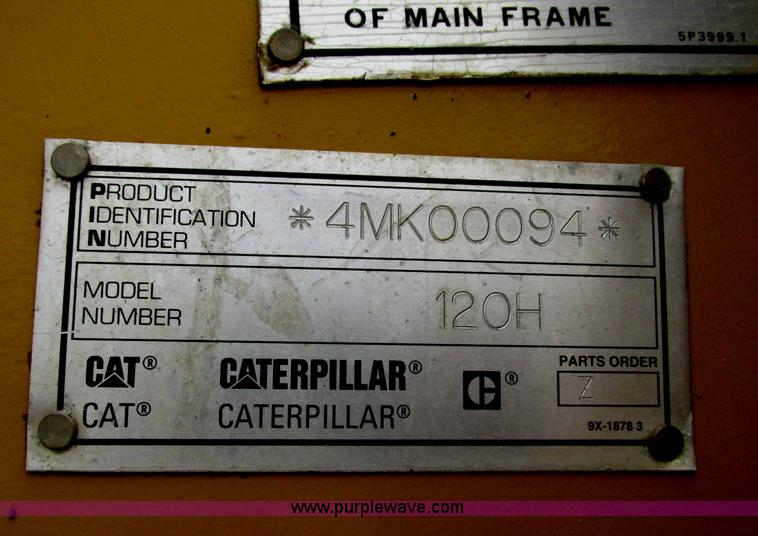 OF MAIN FRAME
5P3999.1
PRODUCT
IDENTIFICATION
NUMBER
*4MK00094*
MODEL
NUMBER
120H
CAT® CATERPILLAR® C®
CAT® CATERPILLAR®
PARTS ORDER
Z
9X-1878 3
www.purplewave.com